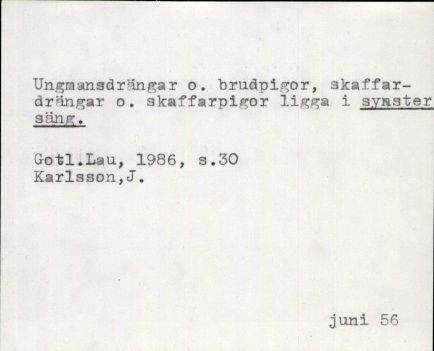 Ungmansdrängar o. brudpigor, skaffar-
drängar o. skaffarpigor ligga i synster
säng.
Gotl.Lau, 1986, s.30
Karlsson,J.
juni 56